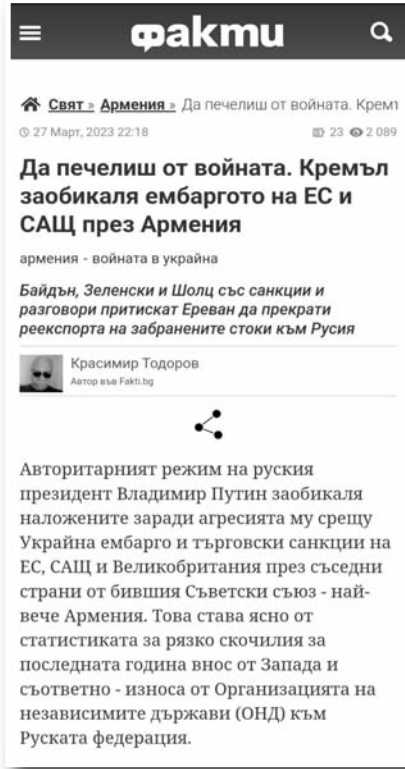 факти
Свят » Армения » Да печелиш от войната. Кремъ
27 Март, 2023 22:18 23 2 089
Да печелиш от войната. Кремъл
заобикаля ембаргото на ЕС и
САЩ през Армения
армения - войната в украйна
Байдън, Зеленски и Шолц със санкции и
разговори притискат Ереван да прекрати
реекспорта на забранените стоки към Русия
Красимир Тодоров
Автор във Fakti.bg
Авторитарният режим на руския
президент Владимир Путин заобикаля
наложените заради агресията му срещу
Украйна ембарго и търговски санкции на
ЕС, САЩ и Великобритания през съседни
страни от бившия Съветски съюз - най-
вече Армения. Това става ясно от
статистиката за рязко скочилия за
последната година внос от Запада и
съответно - износа от Организацията на
независимите държави (ОНД) към
Руската федерация.